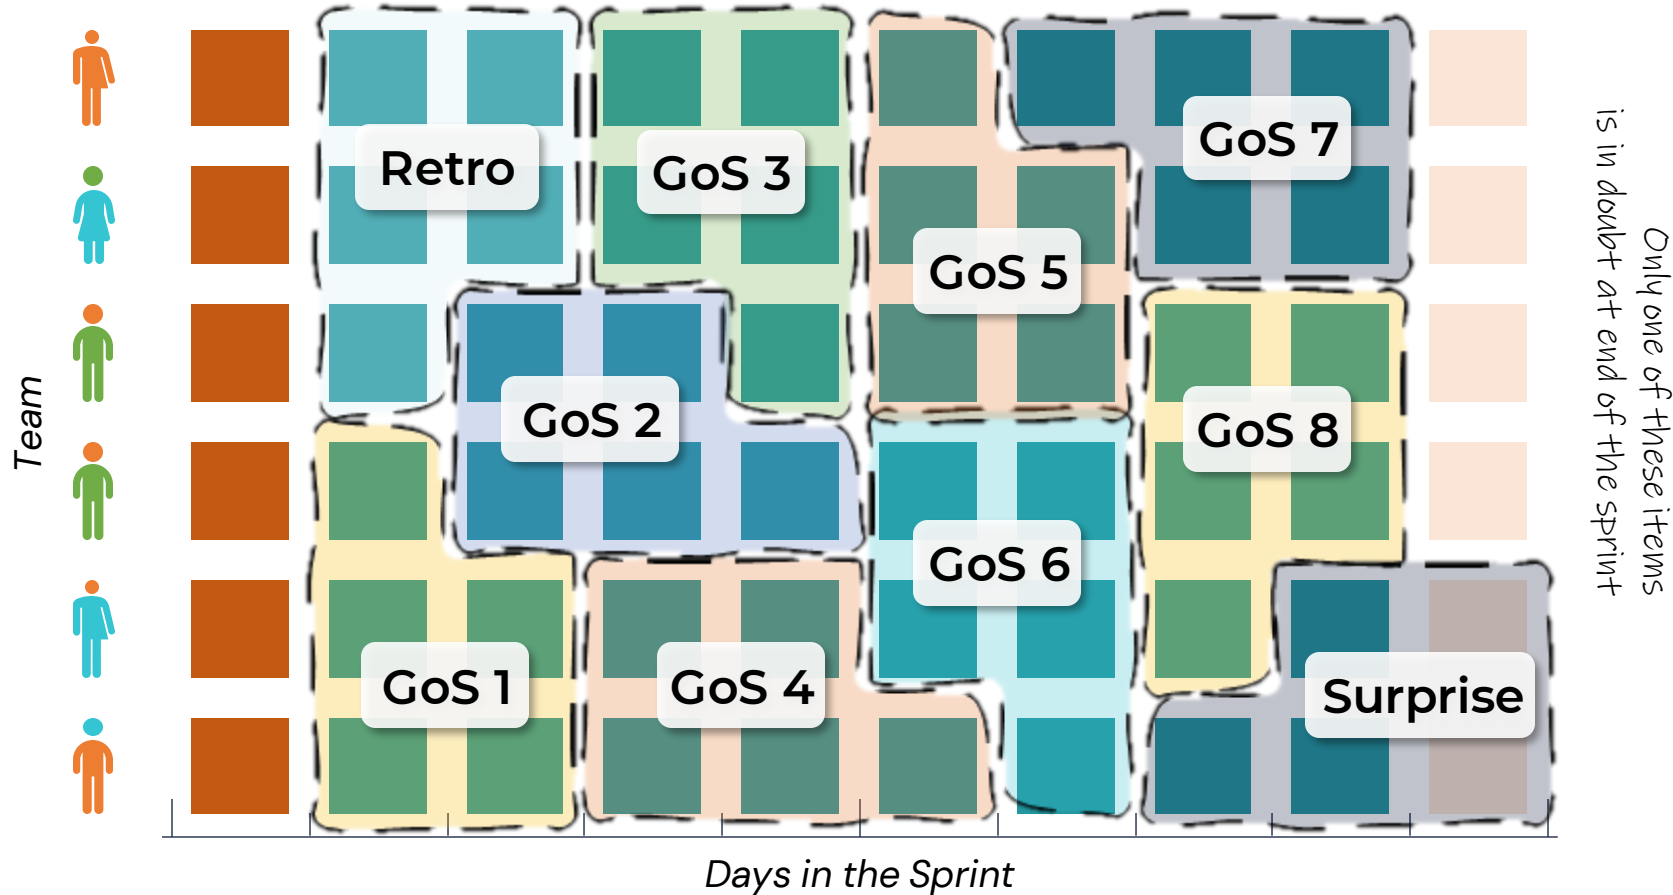 Retro
GoS 3
GoS 5
GoS 7
GoS 2
GoS 8
GoS 6
GoS 1
GoS 4
Surprise
Team
Days in the Sprint
Only one of these items
is in doubt at end of the sprint